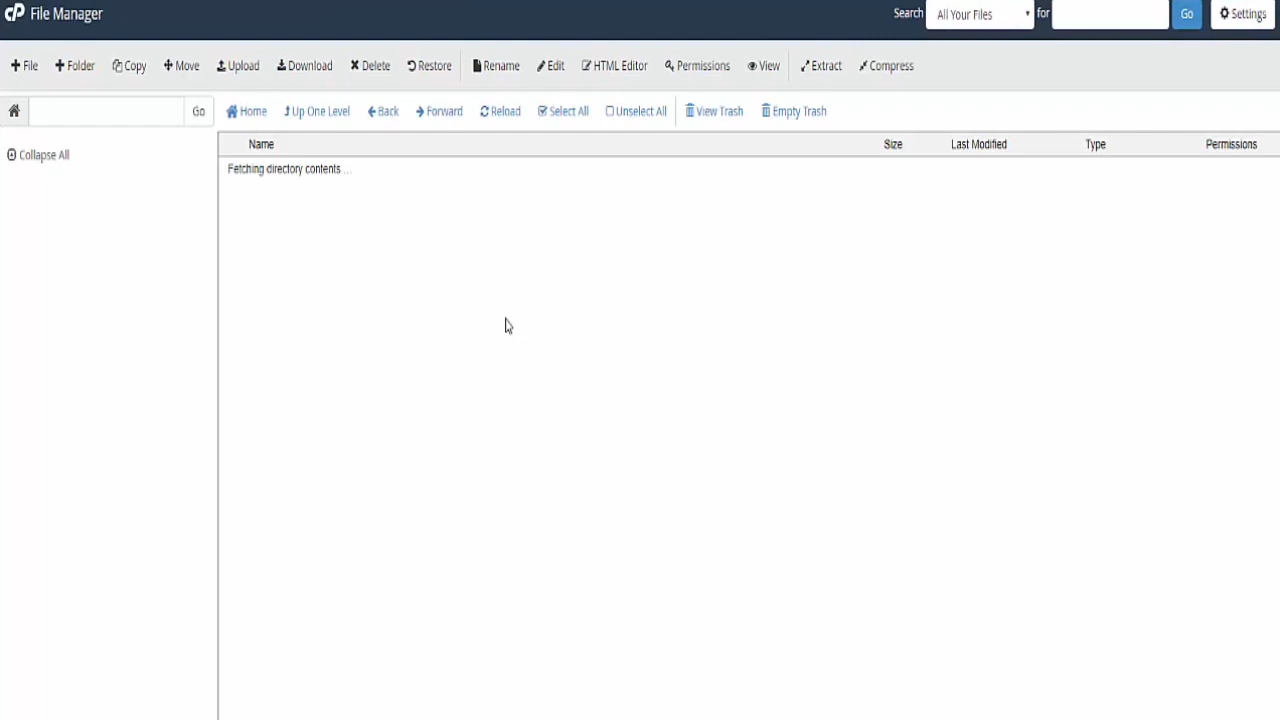 cP File Manager Search All Your Files for Go Settings
File Folder Copy Move Upload Download Delete Restore Rename Edit HTML Editor Permissions View Extract Compress
Go Home Up One Level Back Forward Reload Select All Unselect All View Trash Empty Trash
Collapse All
Name Size Last Modified Type Permissions
Fetching directory contents ...